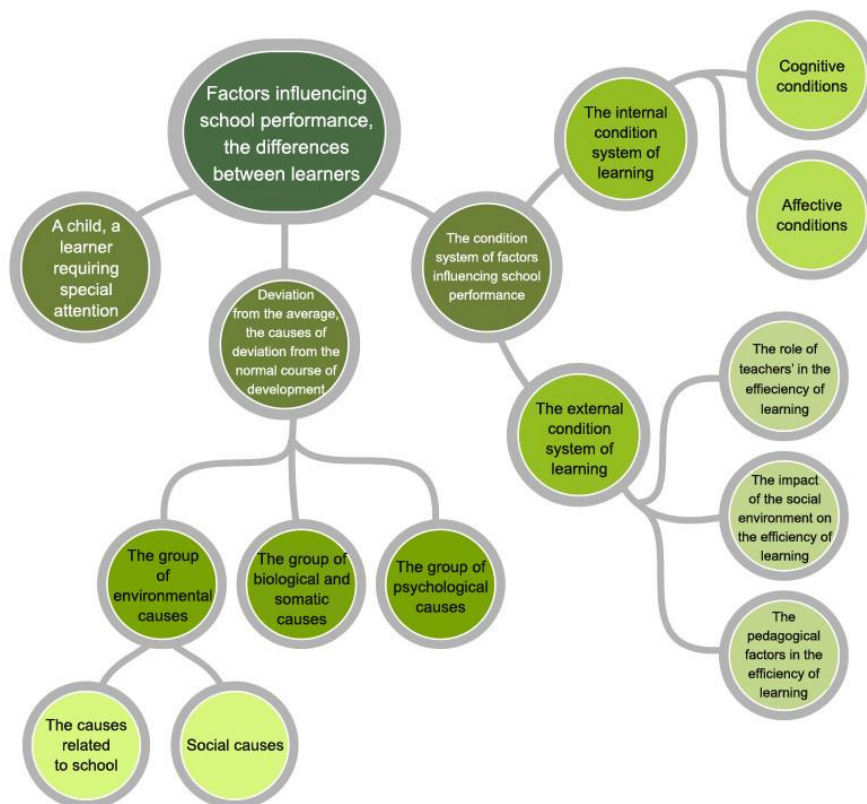 Factors influencing
school performance,
the differences
between learners
A child, a
learner
requiring
special
attention
Deviation
from the average,
the causes of
deviation from the
normal course of
development
The condition
system of factors
influencing school
performance
The internal
condition
system of
learning
Cognitive
conditions
Affective
conditions
The external
condition
system of
learning
The role of
teachers' in the
effieciency of
learning
The impact
of the social
environment on
the efficiency of
learning
The
pedagogical
factors in the
efficiency of
learning
The group
of
environmental
causes
The group of
biological and
somatic
causes
The group of
psychological
causes
The causes
related
to school
Social causes